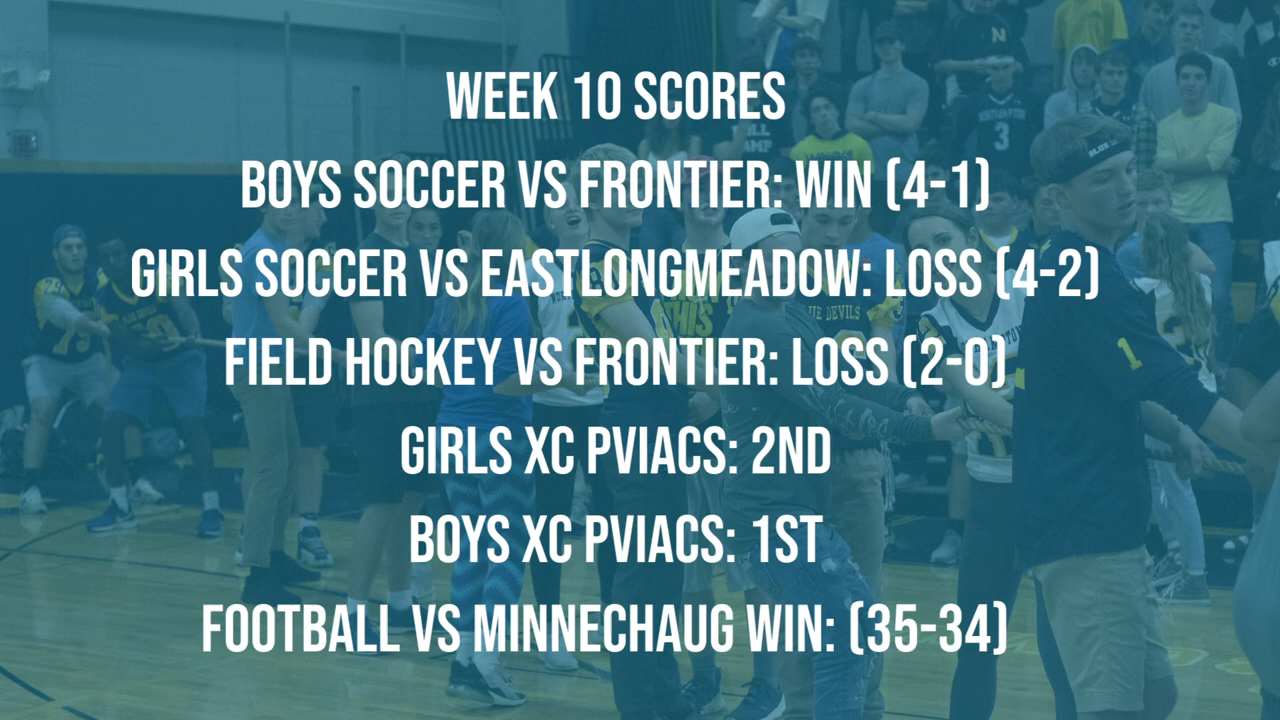 WEEK 10 SCORES
BOYS SOCCER VS FRONTIER: WIN (4-1)
GIRLS SOCCER VS EASTLONGMEADOW: LOSS (4-2)
FIELD HOCKEY VS FRONTIER: LOSS (2-0)
GIRLS XC PVIACS: 2ND
BOYS XC PVIACS: 1ST
FOOTBALL VS MINNECHAUG WIN: (35-34)
N
3
1